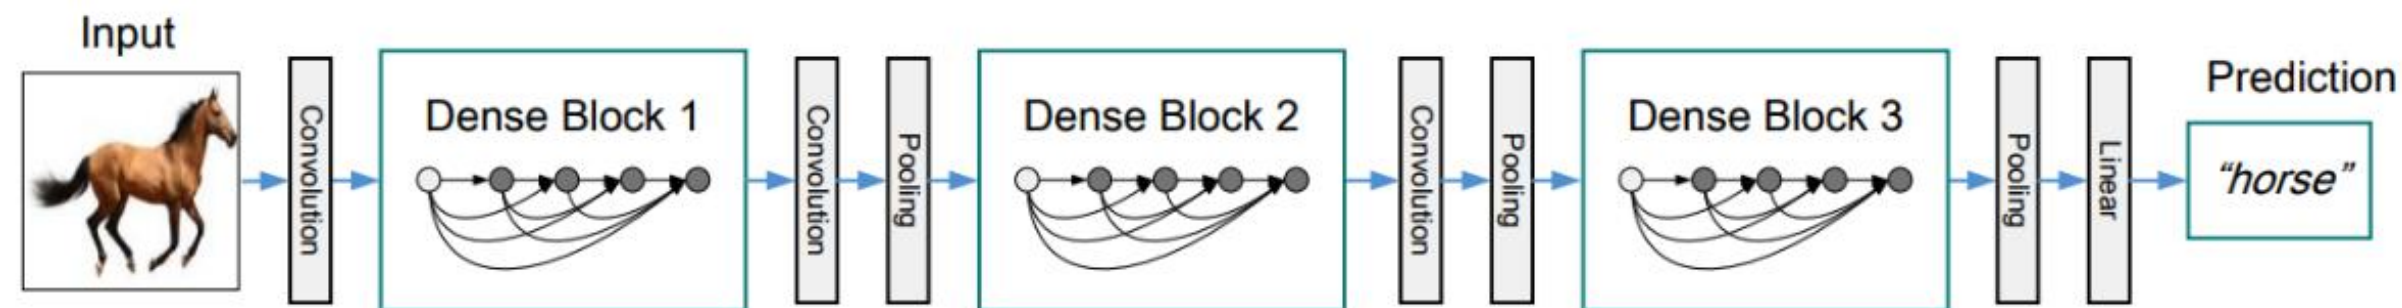 Input
Convolution
Dense Block 1
Convolution
Pooling
Dense Block 2
Convolution
Pooling
Dense Block 3
Pooling
Linear
Prediction
“horse”